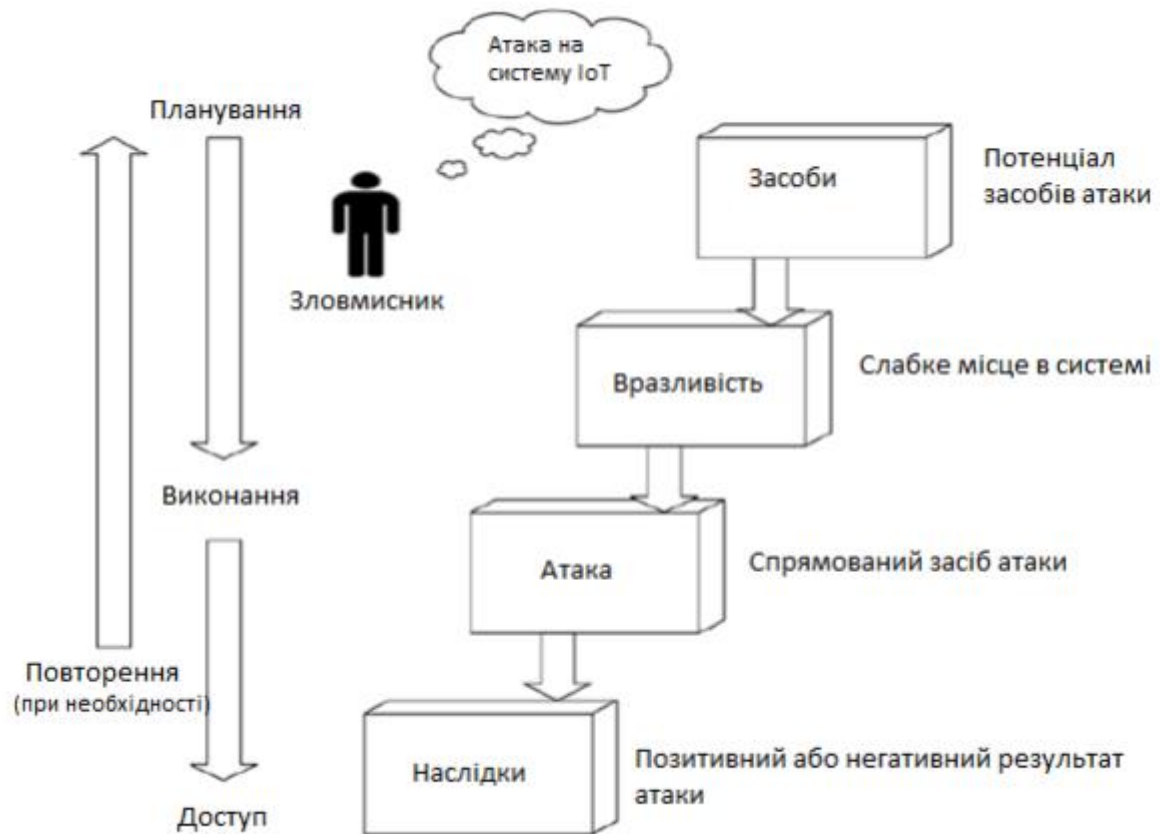 Атака на
систему ІоТ
Планування
Засоби
Потенціал
засобів атаки
Зловмисник
Вразливість
Слабке місце в системі
Виконання
Атака
Спрямований засіб атаки
Повторення
(при необхідності)
Наслідки
Позитивний або негативний результат
атаки
Доступ